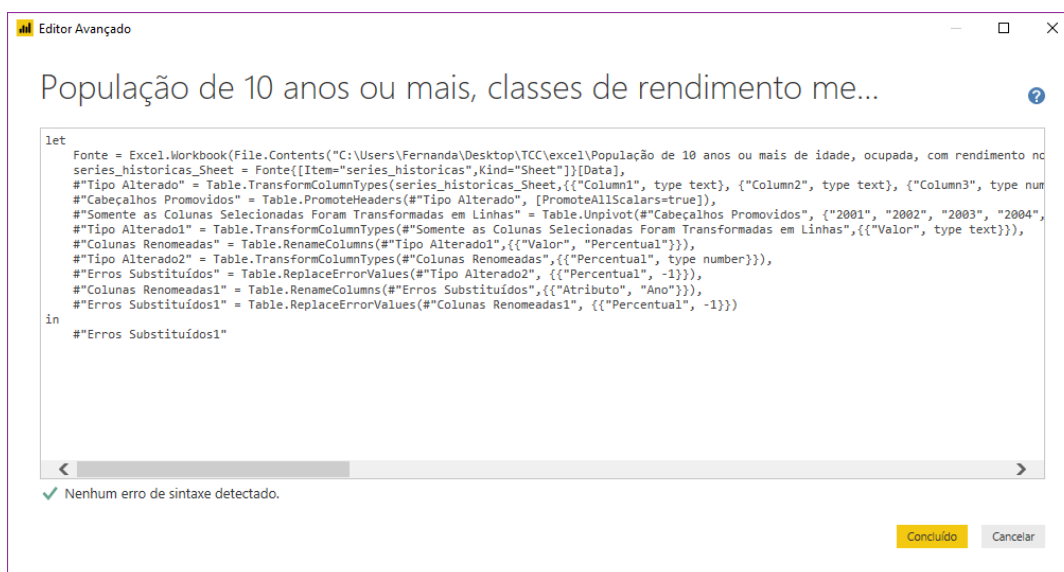 Editor Avançado
População de 10 anos ou mais, classes de rendimento me...
let
Fonte = Excel.Workbook(File.Contents("C:\Users\Fernanda\Desktop\TCC\excel\População de 10 anos ou mais de idade, ocupada, com rendimento no
series_historicas_Sheet = Fonte{[Item="series_historicas",Kind="Sheet"]}[Data],
#"Tipo Alterado" = Table.TransformColumnTypes(series_historicas_Sheet,{{"Column1", type text}, {"Column2", type text}, {"Column3", type num
#"Cabeçalhos Promovidos" = Table.PromoteHeaders(#"Tipo Alterado", [PromoteAllScalars=true]),
#"Somente as Colunas Selecionadas Foram Transformadas em Linhas" = Table.Unpivot(#"Cabeçalhos Promovidos", {"2001", "2002", "2003", "2004",
#"Tipo Alterado1" = Table.TransformColumnTypes(#"Somente as Colunas Selecionadas Foram Transformadas em Linhas",{{"Valor", type text}}),
#"Colunas Renomeadas" = Table.RenameColumns(#"Tipo Alterado1",{{"Valor", "Percentual"}}),
#"Tipo Alterado2" = Table.TransformColumnTypes(#"Colunas Renomeadas",{{"Percentual", type number}}),
#"Erros Substituídos" = Table.ReplaceErrorValues(#"Tipo Alterado2", {{"Percentual", -1}}),
#"Colunas Renomeadas1" = Table.RenameColumns(#"Erros Substituídos",{{"Atributo", "Ano"}}),
#"Erros Substituídos1" = Table.ReplaceErrorValues(#"Colunas Renomeadas1", {{"Percentual", -1}})
in
#"Erros Substituídos1"
Nenhum erro de sintaxe detectado.
Concluído Cancelar